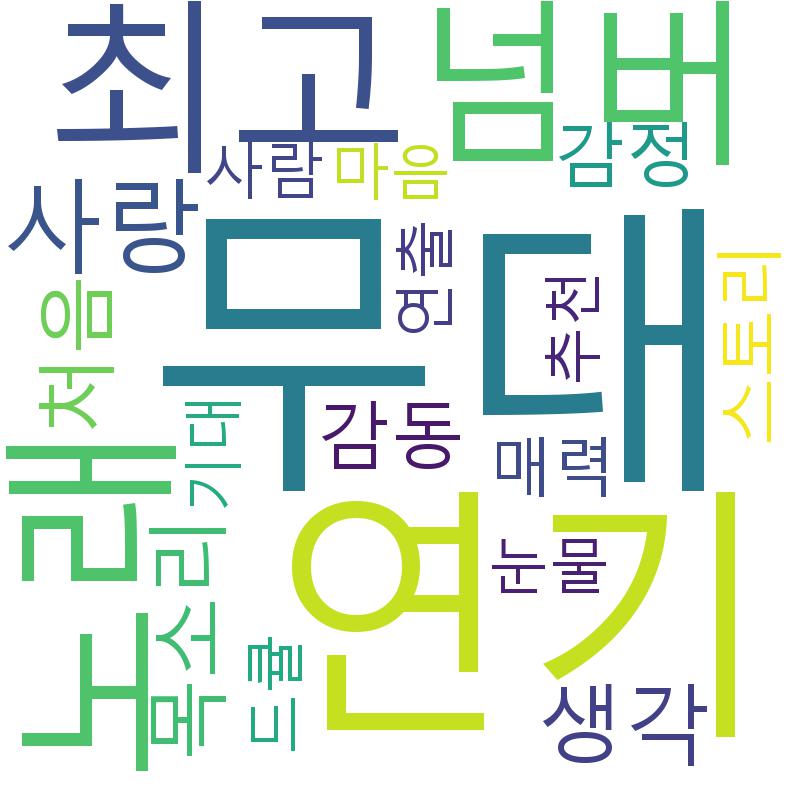 최고
넘버
사람
마음
감정
사랑
무대
연출
추천
스토리
처음
감동
기대
매력
노래
목소리
연기
눈물
드큘
생각